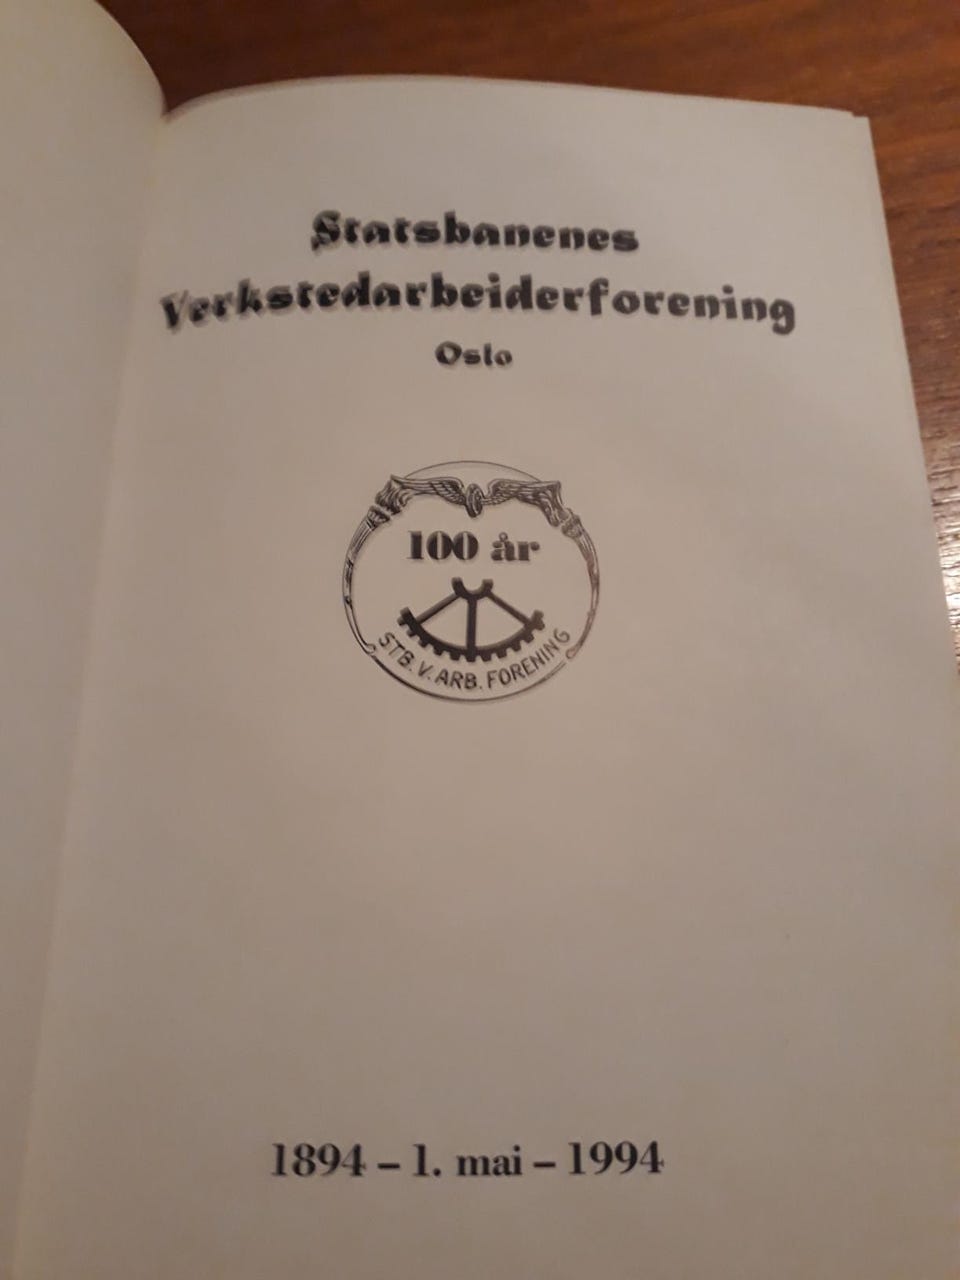 Statsbanenes
Verkstedarbeiderforening
Oslo
100 år
STB. V. ARB. FORENING
1894 – 1. mai – 1994